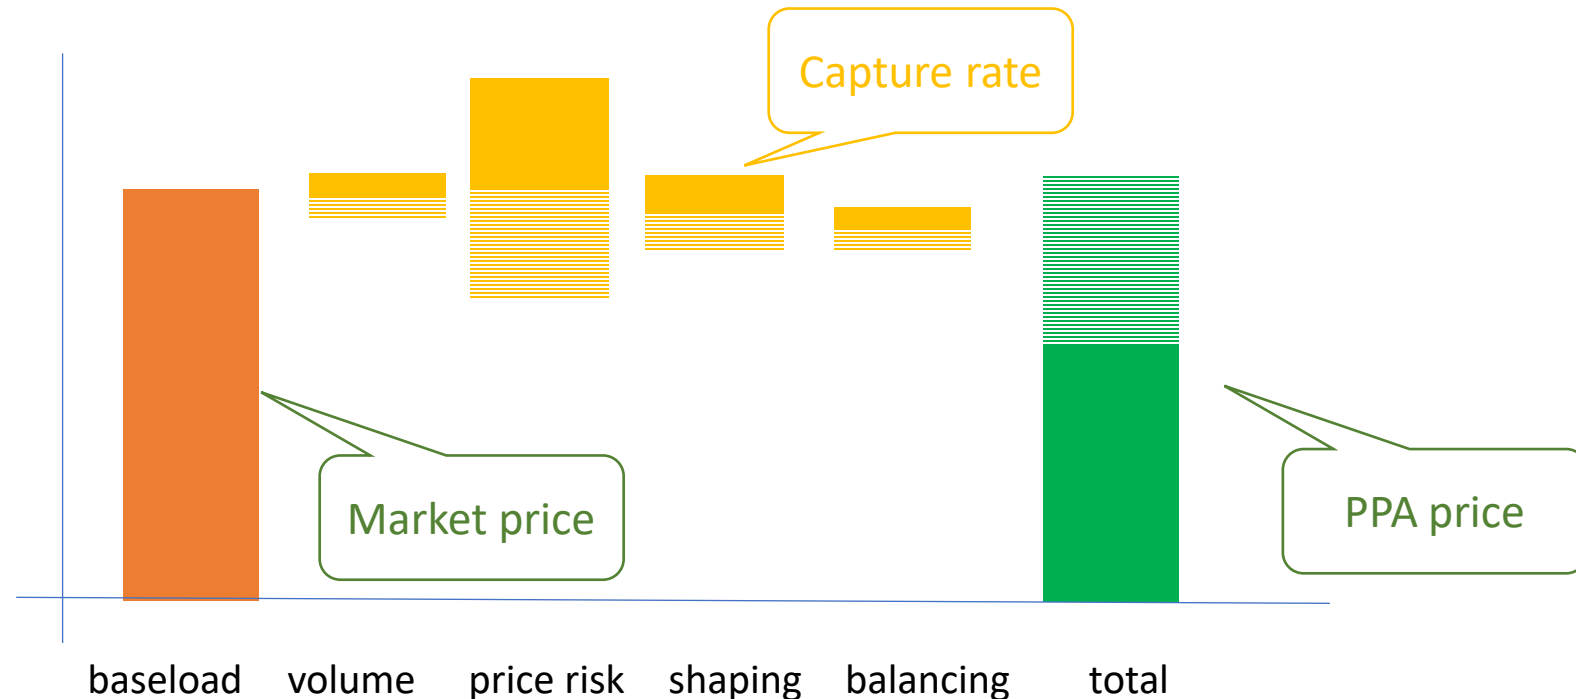 Capture rate
Market price
PPA price
baseload volume price risk shaping balancing total